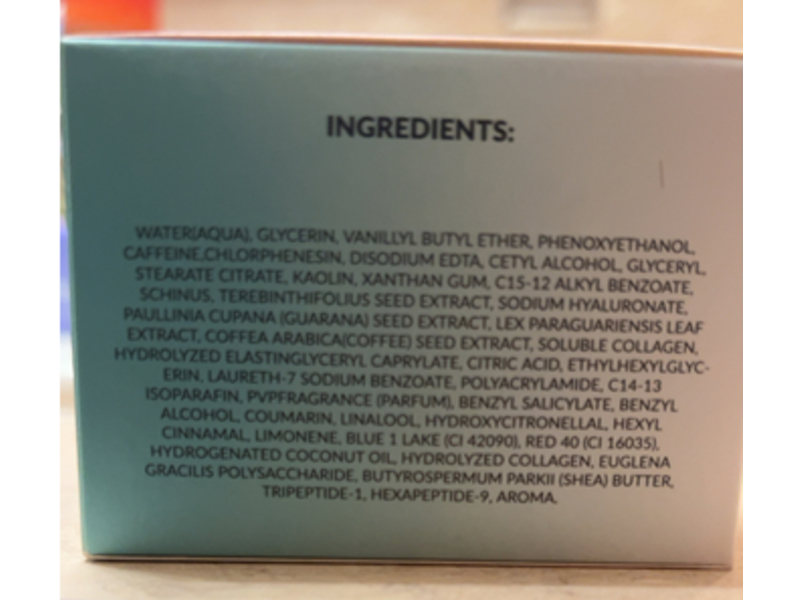 INGREDIENTS:
WATER(AQUA), GLYCERIN, VANILLYL BUTYL ETHER, PHENOXYETHANOL,
CAFFEINE,CHLORPHENESIN, DISODIUM EDTA, CETYL ALCOHOL, GLYCERYL,
STEARATE CITRATE, KAOLIN, XANTHAN GUM, C15-12 ALKYL BENZOATE,
SCHINUS, TEREBINTHIFOLIUS SEED EXTRACT, SODIUM HYALURONATE,
PAULLINIA CUPANA (GUARANA) SEED EXTRACT, LEX PARAGUARIENSIS LEAF
EXTRACT, COFFEA ARABICA(COFFEE) SEED EXTRACT, SOLUBLE COLLAGEN,
HYDROLYZED ELASTINGLYCERYL CAPRYLATE, CITRIC ACID, ETHYLHEXYLGLYC-
ERIN, LAURETH-7 SODIUM BENZOATE, POLYACRYLAMIDE, C14-13
ISOPARAFIN, PVPFRAGRANCE (PARFUM), BENZYL SALICYLATE, BENZYL
ALCOHOL, COUMARIN, LINALOOL, HYDROXYCITRONELLAL, HEXYL
CINNAMAL, LIMONENE, BLUE 1 LAKE (CI 42090), RED 40 (CI 16035),
HYDROGENATED COCONUT OIL, HYDROLYZED COLLAGEN, EUGLENA
GRACILIS POLYSACCHARIDE, BUTYROSPERMUM PARKII (SHEA) BUTTER,
TRIPEPTIDE-1, HEXAPEPTIDE-9, AROMA.